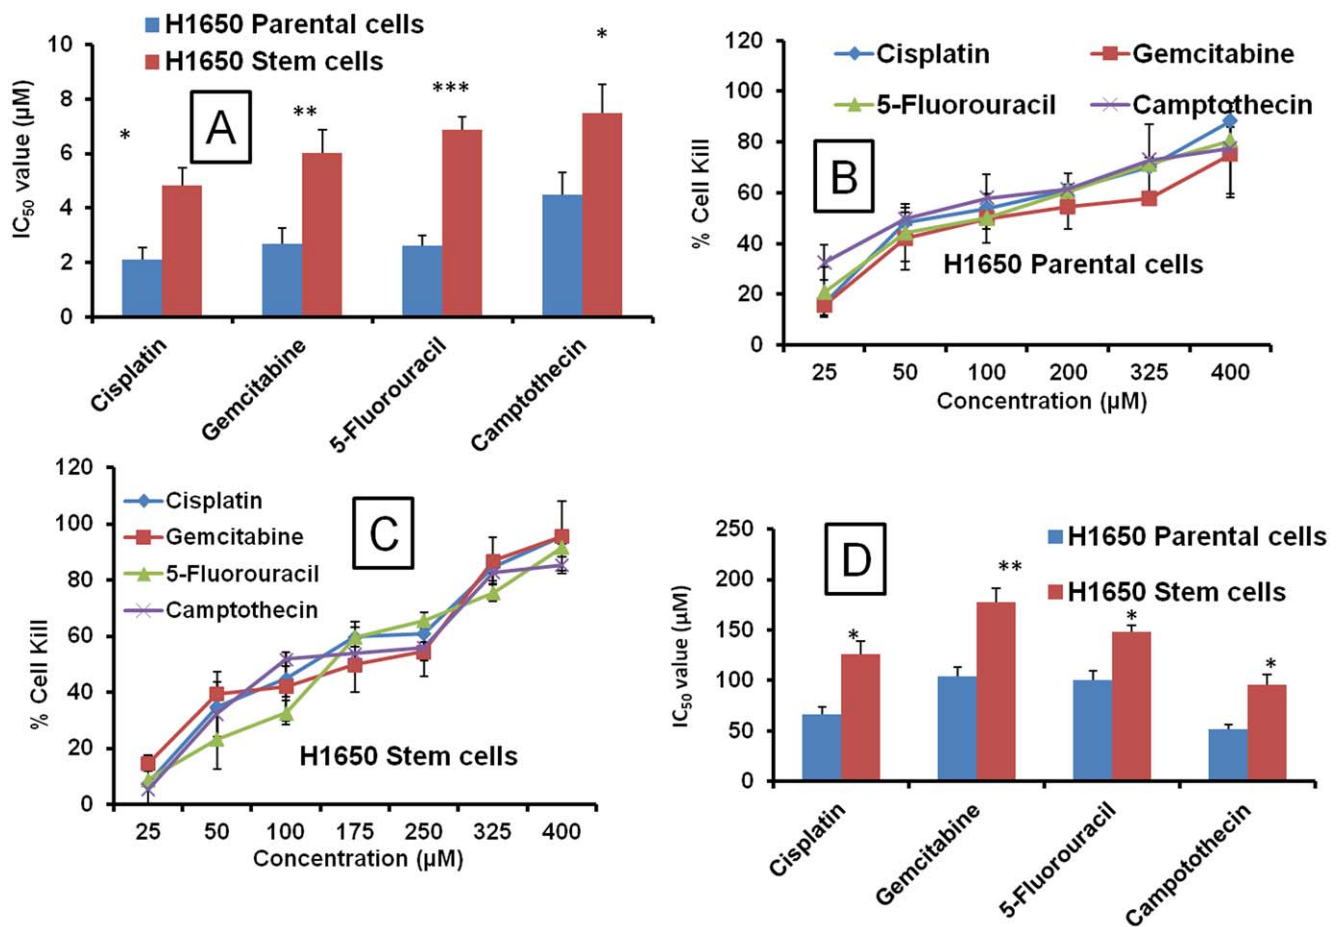 H1650 Parental cells
H1650 Stem cells
A
IC50 value (µM)
10
8
6
4
2
0
*
**
***
*
Cisplatin
Gemcitabine
5-Fluorouracil
Camptothecin
120
100
80
60
40
20
0
% Cell Kill
Cisplatin
Gemcitabine
5-Fluorouracil
Camptothecin
B
H1650 Parental cells
25 50 100 200 325 400
Concentration (µM)
120
100
80
60
40
20
0
% Cell Kill
Cisplatin
Gemcitabine
5-Fluorouracil
Camptothecin
C
H1650 Stem cells
25 50 100 175 250 325 400
Concentration (µM)
250
200
150
100
50
0
IC50 value (µM)
D
H1650 Parental cells
H1650 Stem cells
*
**
*
*
Cisplatin
Gemcitabine
5-Fluorouracil
Campotothecin